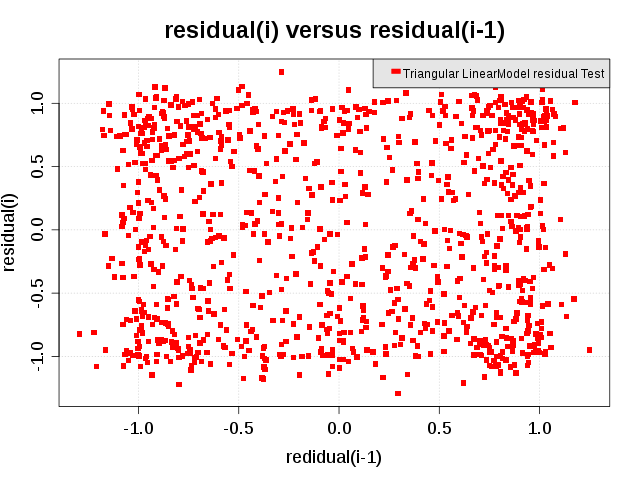 residual(i) versus residual(i-1)
Triangular LinearModel residual Test
residual(i)
1.0
0.5
0.0
-0.5
-1.0
-1.0 -0.5 0.0 0.5 1.0
redidual(i-1)